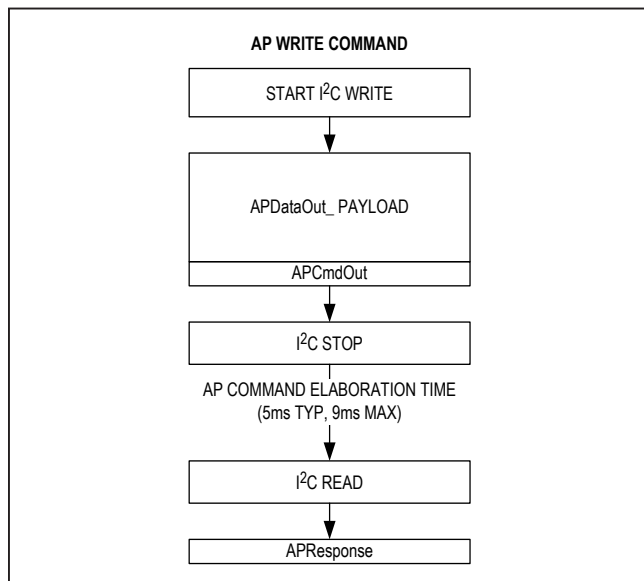 AP WRITE COMMAND
START I²C WRITE
APDataOut_ PAYLOAD
APCmdOut
I²C STOP
AP COMMAND ELABORATION TIME
(5ms TYP, 9ms MAX)
I²C READ
APResponse